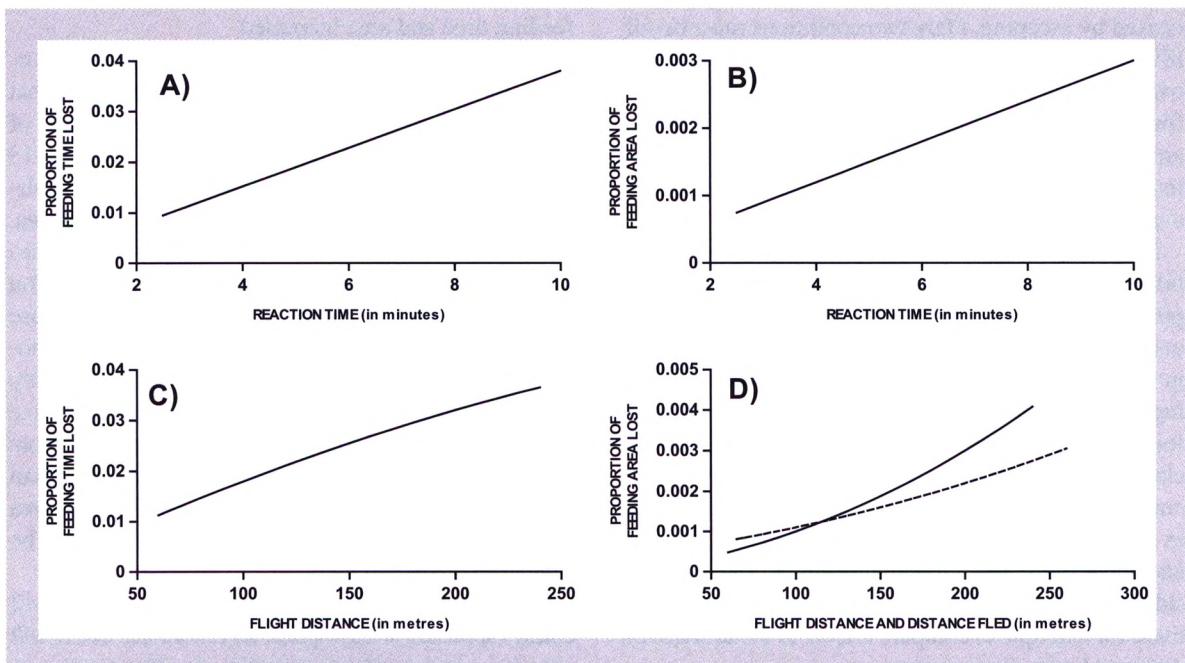 A)
PROPORTION OF
FEEDING TIME LOST
0.04
0.03
0.02
0.01
0
2 4 6 8 10
REACTION TIME (in minutes)
B)
PROPORTION OF
FEEDING AREA LOST
0.003
0.002
0.001
0
2 4 6 8 10
REACTION TIME (in minutes)
C)
PROPORTION OF
FEEDING TIME LOST
0.04
0.03
0.02
0.01
0
50 100 150 200 250
FLIGHT DISTANCE (in metres)
D)
PROPORTION OF
FEEDING AREA LOST
0.005
0.004
0.003
0.002
0.001
0
50 100 150 200 250 300
FLIGHT DISTANCE AND DISTANCE FLED (in metres)